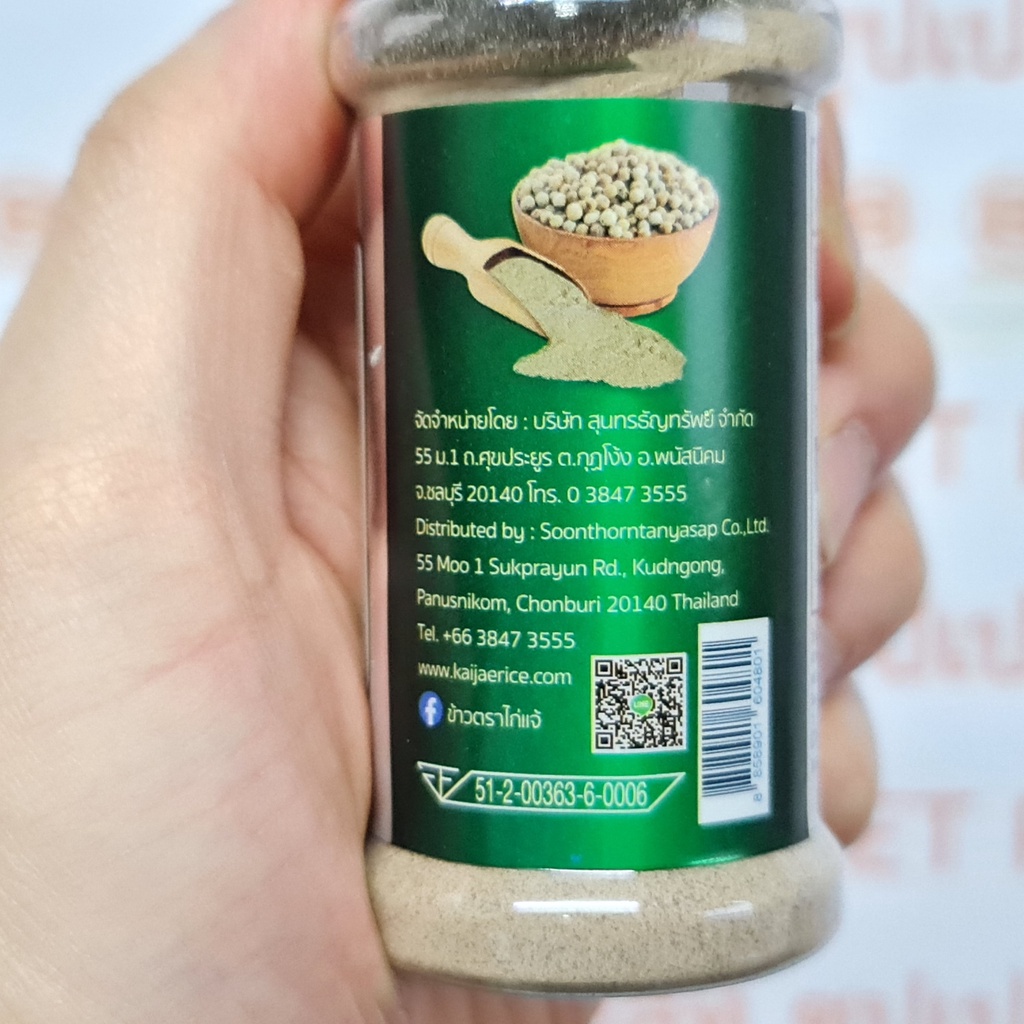 จัดจำหน่ายโดย : บริษัท สุนทรธัญทรัพย์ จำกัด
55 ม.1 ถ.ศุขประยูร ต.กุฎโง้ง อ.พนัสนิคม
จ.ชลบุรี 20140 โทร. 0 3847 3555
Distributed by : Soonthorntanyasap Co.,Ltd.
55 Moo 1 Sukprayun Rd., Kudngong,
Panusnikom, Chonburi 20140 Thailand
Tel. +66 3847 3555
www.kaijaerice.com
ข้าวตราไก่แจ้
LINE
51-2-00363-6-0006
8 858901 604801